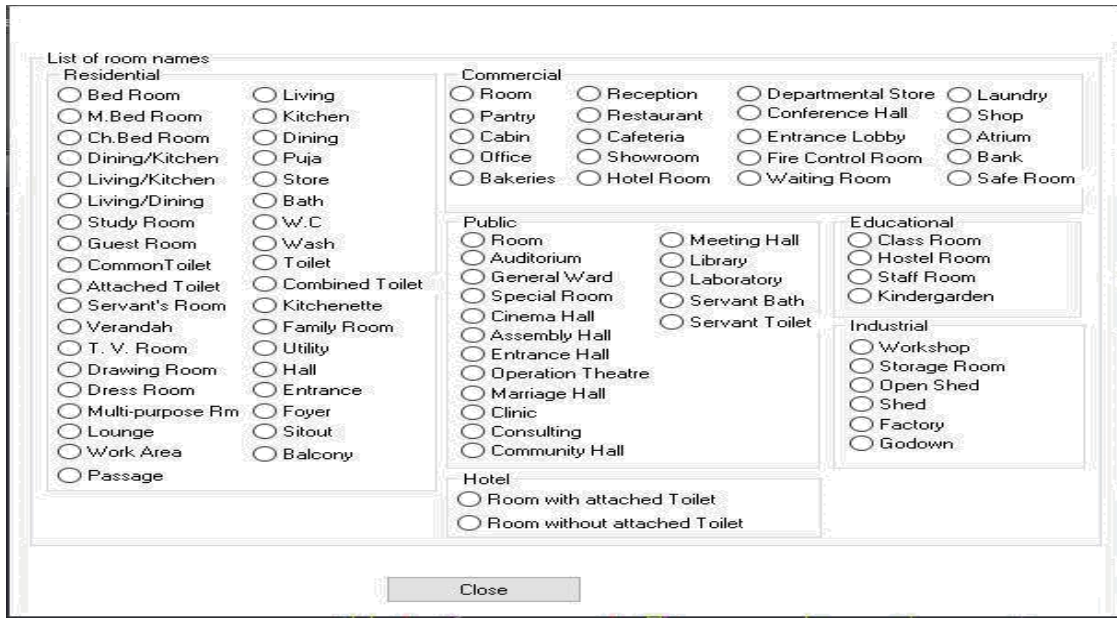 List of room names
Residential
Bed Room
M.Bed Room
Ch.Bed Room
Dining/Kitchen
Living/Kitchen
Living/Dining
Study Room
Guest Room
CommonToilet
Attached Toilet
Servant's Room
Verandah
T. V. Room
Drawing Room
Dress Room
Multi-purpose Rm
Lounge
Work Area
Passage
Living
Kitchen
Dining
Puja
Store
Bath
W.C
Wash
Toilet
Combined Toilet
Kitchenette
Family Room
Utility
Hall
Entrance
Foyer
Sitout
Balcony
Commercial
Room
Pantry
Cabin
Office
Bakeries
Reception
Restaurant
Cafeteria
Showroom
Hotel Room
Departmental Store
Conference Hall
Entrance Lobby
Fire Control Room
Waiting Room
Laundry
Shop
Atrium
Bank
Safe Room
Public
Room
Auditorium
General Ward
Special Room
Cinema Hall
Assembly Hall
Entrance Hall
Operation Theatre
Marriage Hall
Clinic
Consulting
Community Hall
Meeting Hall
Library
Laboratory
Servant Bath
Servant Toilet
Educational
Class Room
Hostel Room
Staff Room
Kindergarden
Industrial
Workshop
Storage Room
Open Shed
Shed
Factory
Godown
Hotel
Room with attached Toilet
Room without attached Toilet
Close